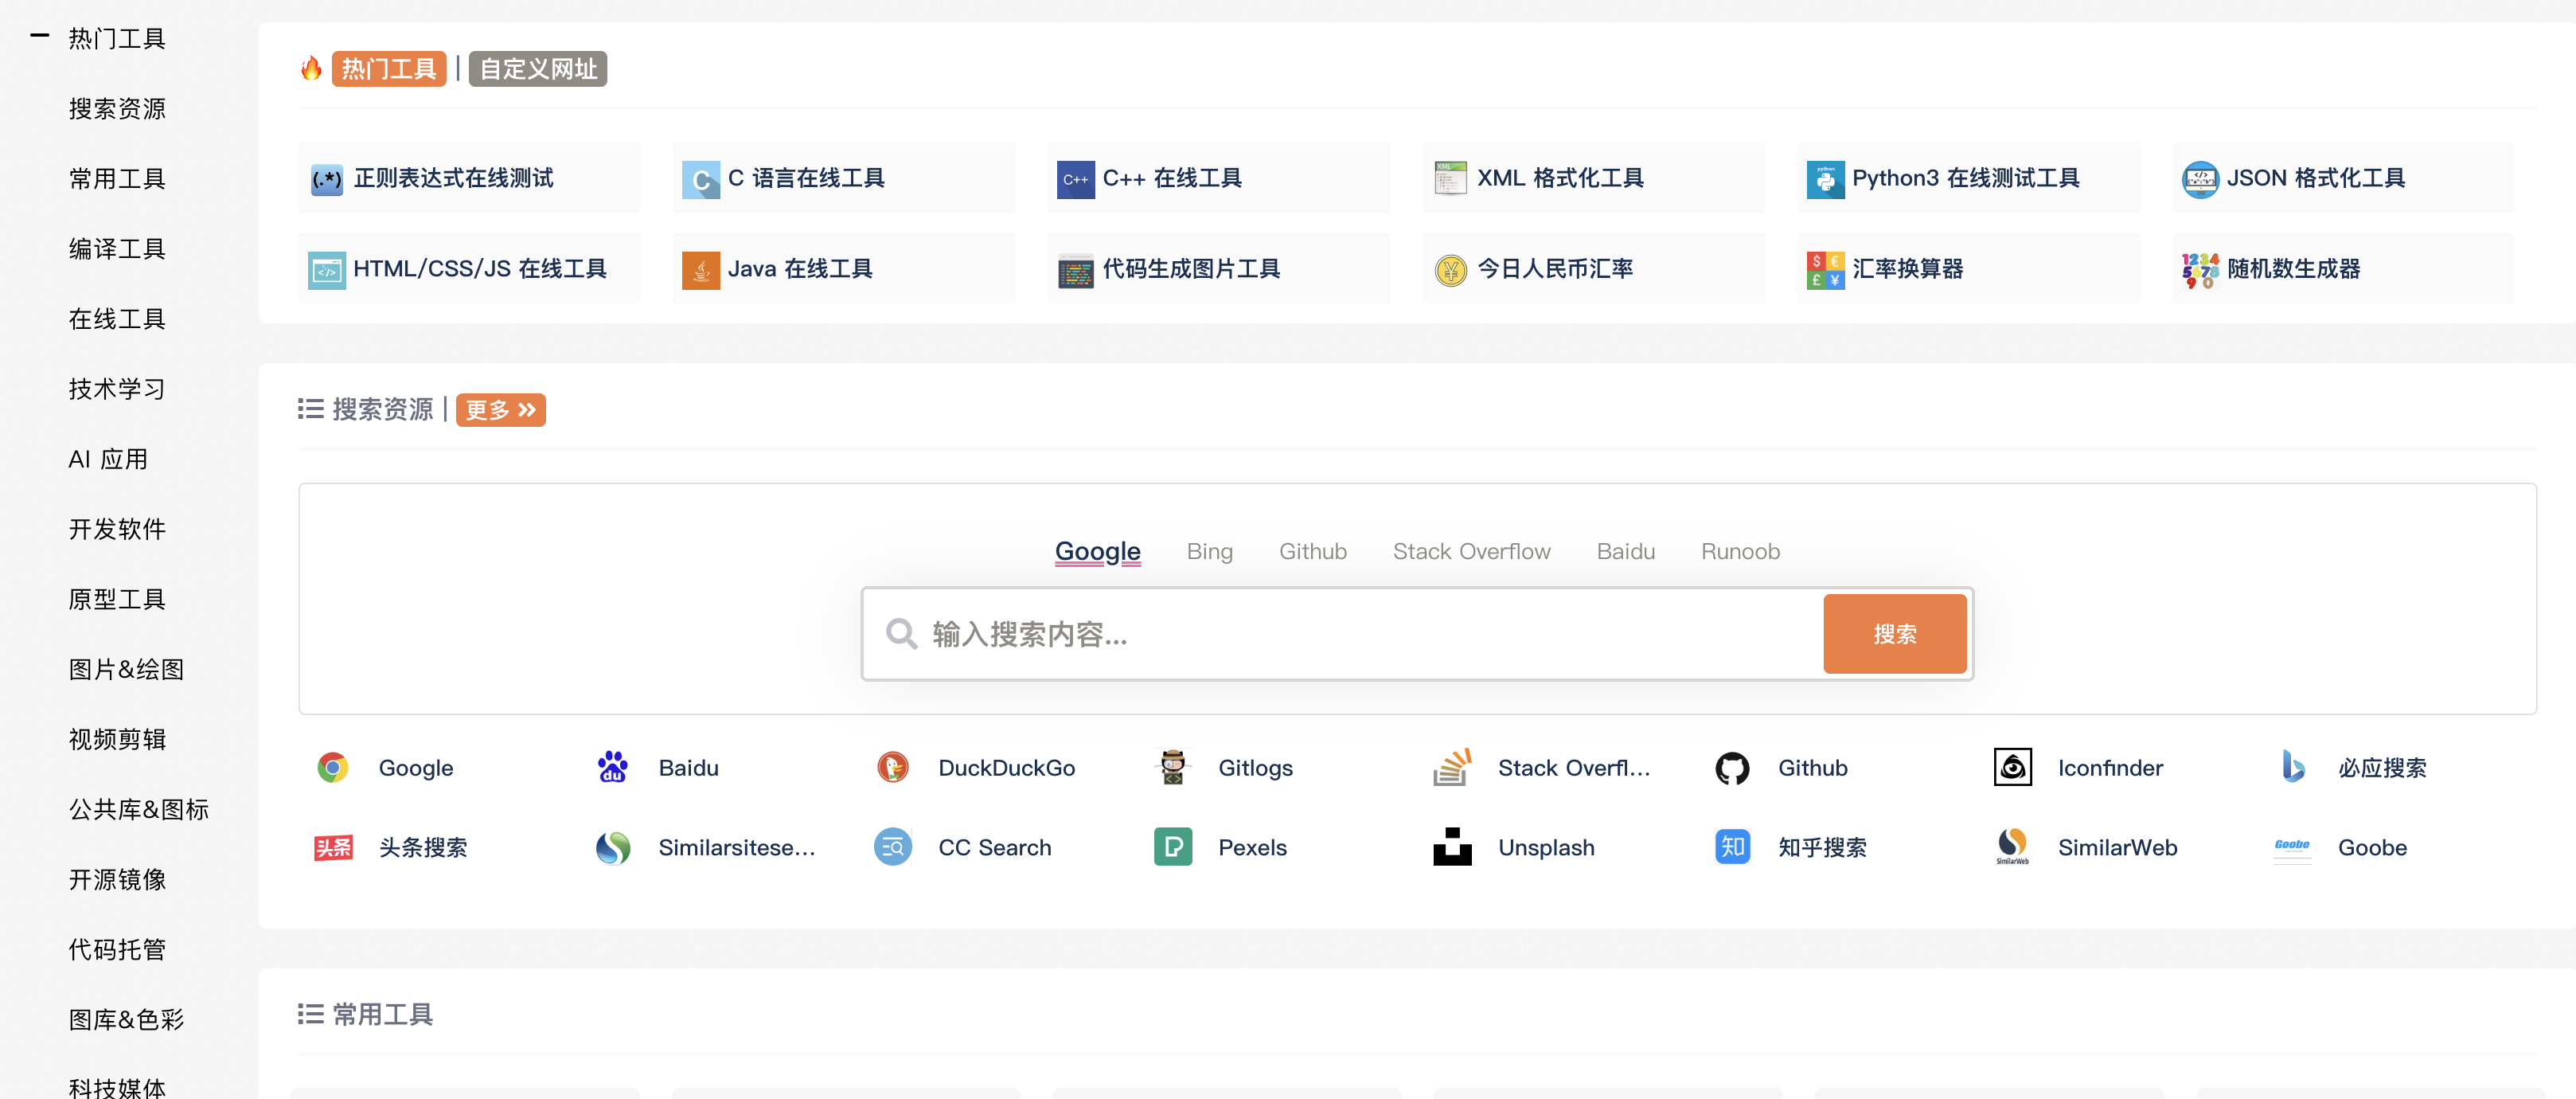 热门工具
搜索资源
常用工具
编译工具
在线工具
技术学习
AI 应用
开发软件
原型工具
图片&绘图
视频剪辑
公共库&图标
开源镜像
代码托管
图库&色彩
科技媒体
热门工具 | 自定义网址
(.*) 正则表达式在线测试
C C 语言在线工具
C++ C++ 在线工具
XML XML 格式化工具
python Python3 在线测试工具
</> JSON 格式化工具
</> HTML/CSS/JS 在线工具
Java 在线工具
代码生成图片工具
¥ 今日人民币汇率
$ € £ ¥ 汇率换算器
1234567890 随机数生成器
搜索资源 | 更多
Google Bing Github Stack Overflow Baidu Runoob
输入搜索内容... 搜索
Google
du Baidu
DuckDuckGo
Gitlogs
Stack Overfl...
Github
Iconfinder
必应搜索
头条 头条搜索
Similarsitese...
CC Search
Pexels
Unsplash
知 知乎搜索
SimilarWeb SimilarWeb
Goobe Goobe
常用工具